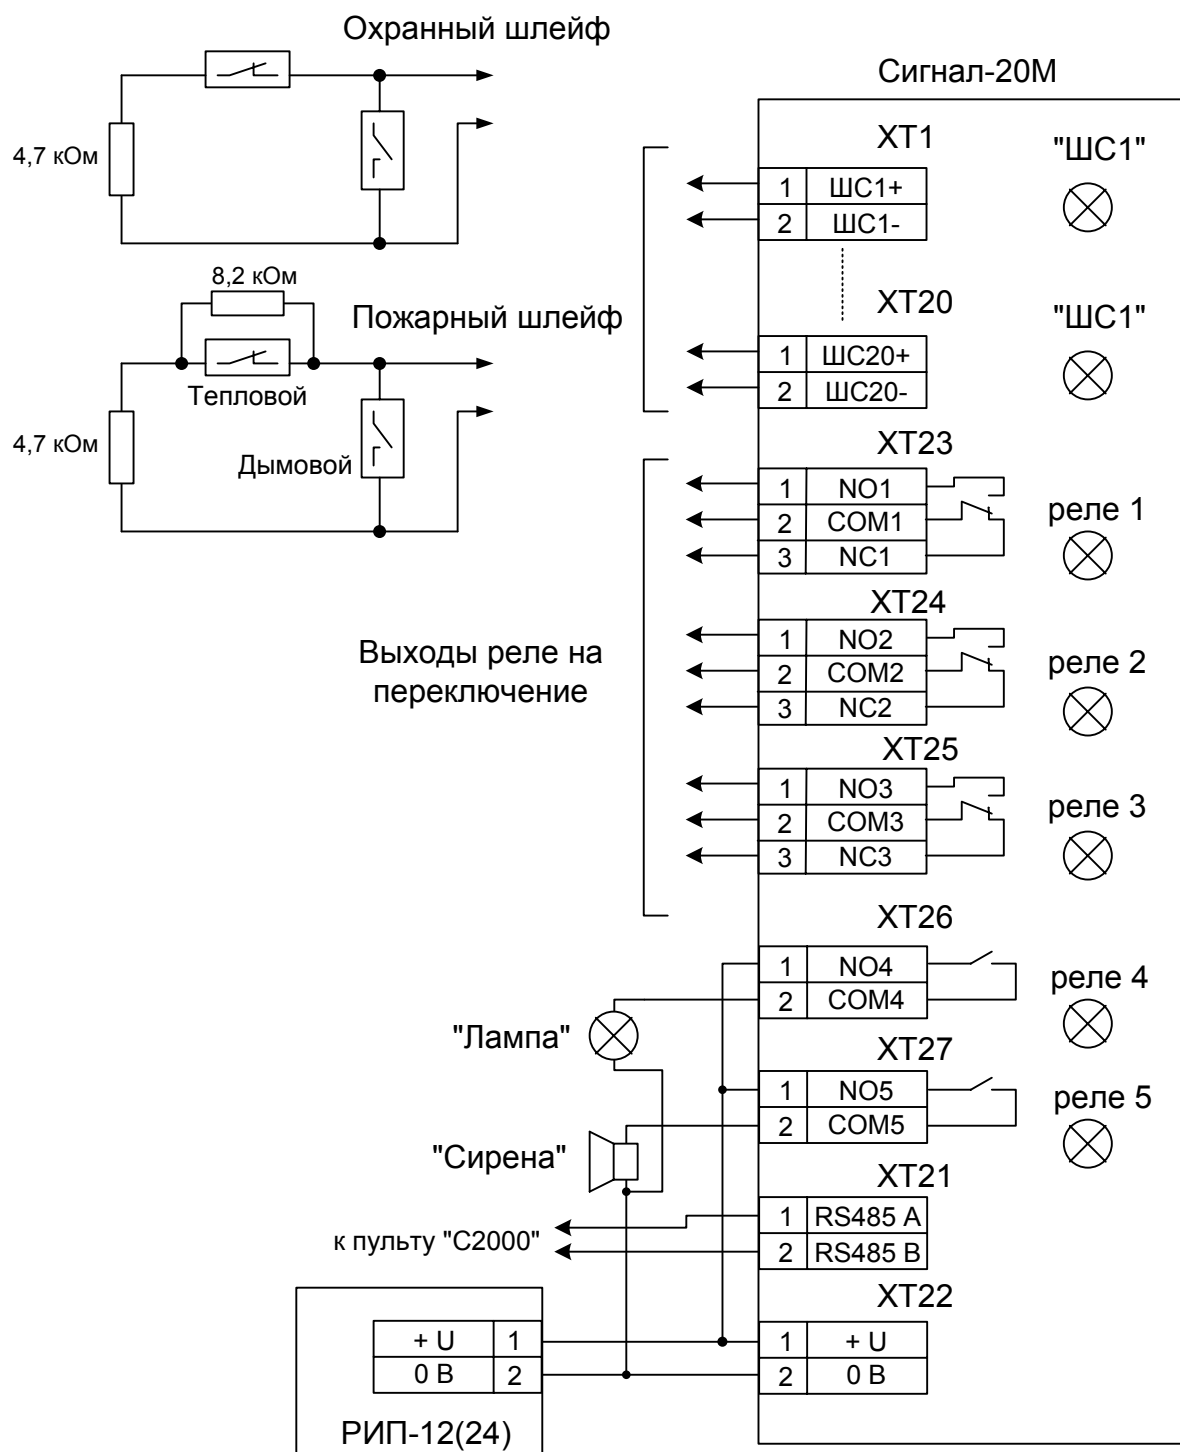 Охранный шлейф
4,7 кОм
8,2 кОм
Пожарный шлейф
Тепловой
4,7 кОм
Дымовой
Сигнал-20М
XT1
"ШС1"
1 ШС1+
2 ШС1-
XT20
"ШС1"
1 ШС20+
2 ШС20-
XT23
1 NO1
2 COM1
3 NC1
реле 1
Выходы реле на
переключение
XT24
1 NO2
2 COM2
3 NC2
реле 2
XT25
1 NO3
2 COM3
3 NC3
реле 3
XT26
1 NO4
2 COM4
реле 4
"Лампа"
XT27
1 NO5
2 COM5
реле 5
"Сирена"
XT21
1 RS485 A
2 RS485 B
к пульту "С2000"
XT22
+ U 1
0 В 2
1 + U
2 0 В
РИП-12(24)